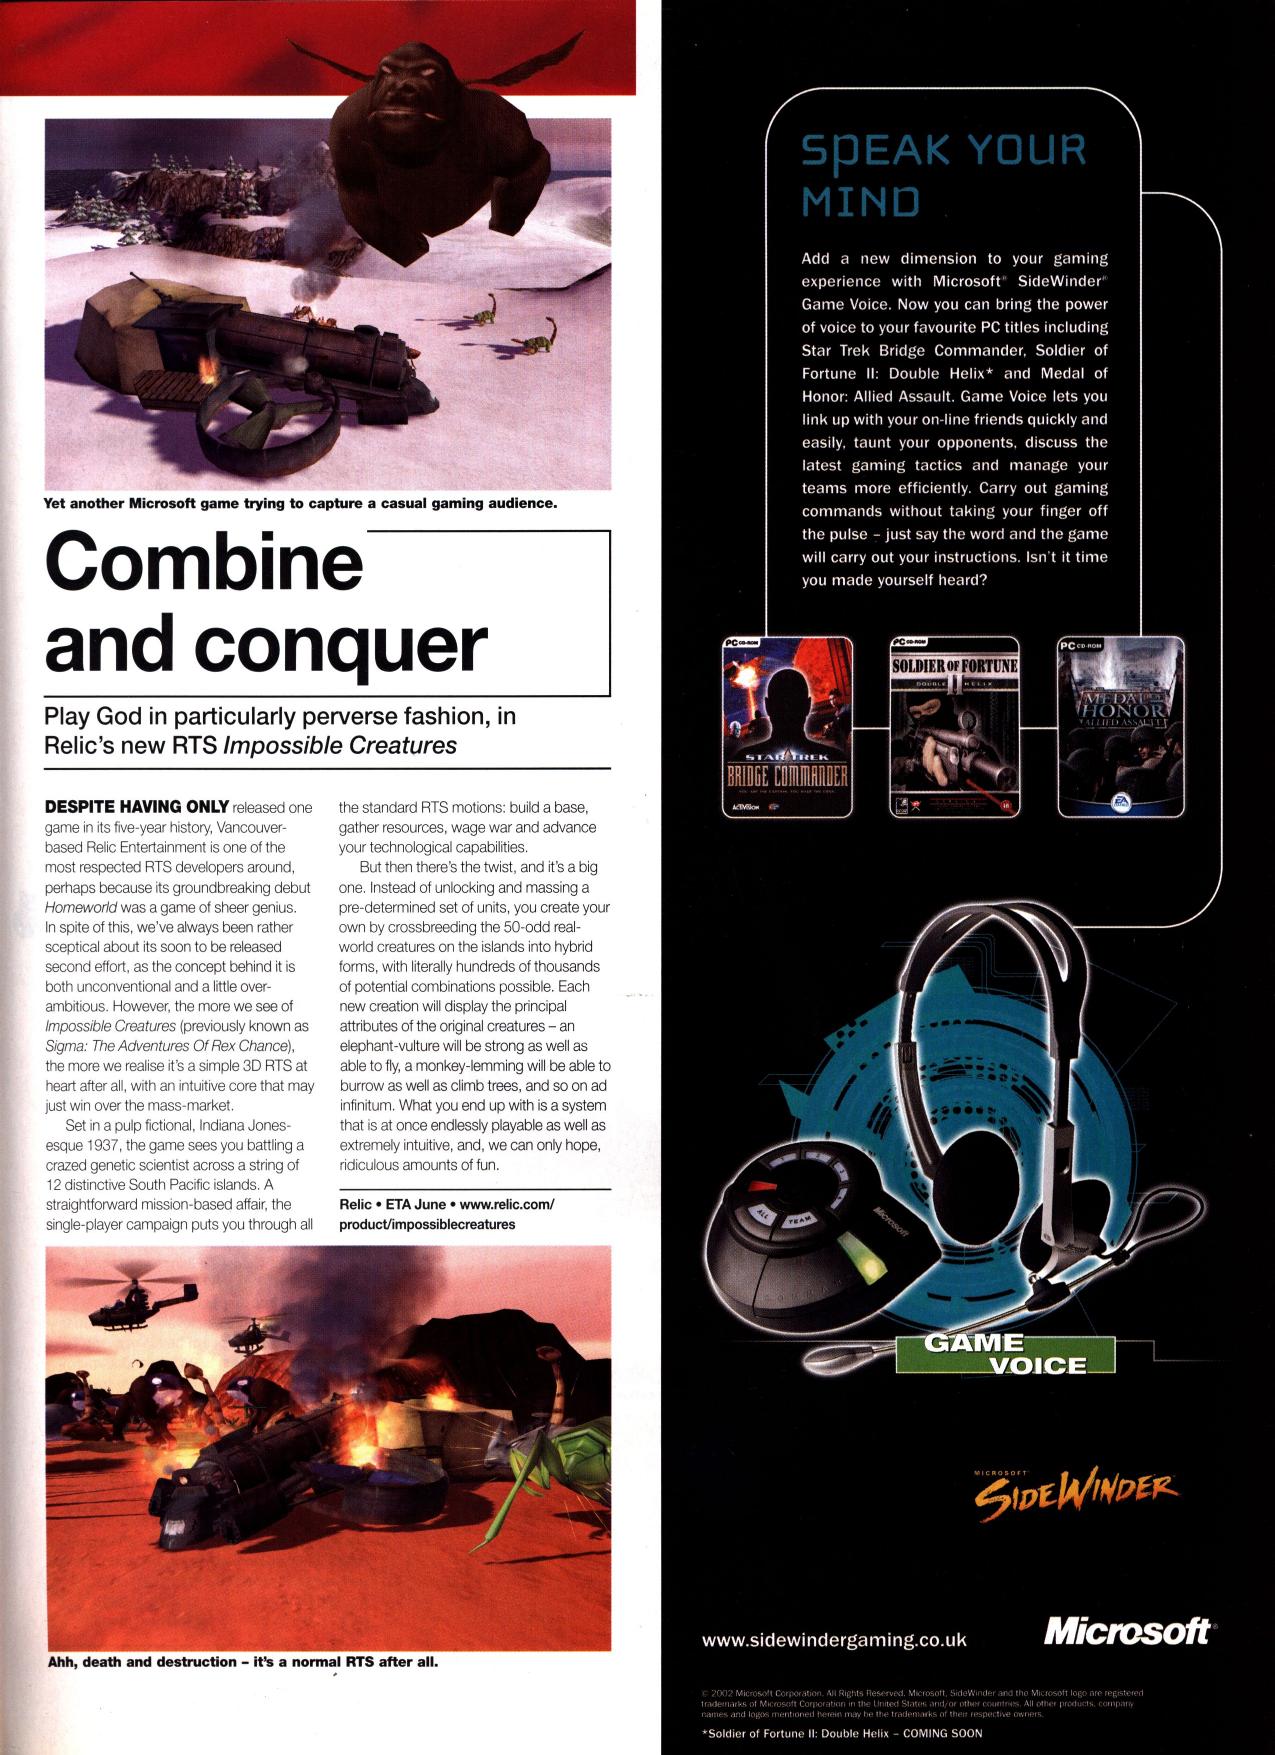 Yet another Microsoft game trying to capture a casual gaming audience.
Combine
and conquer
Play God in particularly perverse fashion, in
Relic's new RTS Impossible Creatures
DESPITE HAVING ONLY released one
game in its five-year history, Vancouver-
based Relic Entertainment is one of the
most respected RTS developers around,
perhaps because its groundbreaking debut
Homeworld was a game of sheer genius.
In spite of this, we've always been rather
sceptical about its soon to be released
second effort, as the concept behind it is
both unconventional and a little over-
ambitious. However, the more we see of
Impossible Creatures (previously known as
Sigma: The Adventures Of Rex Chance),
the more we realise it's a simple 3D RTS at
heart after all, with an intuitive core that may
just win over the mass-market.
Set in a pulp fictional, Indiana Jones-
esque 1937, the game sees you battling a
crazed genetic scientist across a string of
12 distinctive South Pacific islands. A
straightforward mission-based affair, the
single-player campaign puts you through all
the standard RTS motions: build a base,
gather resources, wage war and advance
your technological capabilities.
But then there's the twist, and it's a big
one. Instead of unlocking and massing a
pre-determined set of units, you create your
own by crossbreeding the 50-odd real-
world creatures on the islands into hybrid
forms, with literally hundreds of thousands
of potential combinations possible. Each
new creation will display the principal
attributes of the original creatures – an
elephant-vulture will be strong as well as
able to fly, a monkey-lemming will be able to
burrow as well as climb trees, and so on ad
infinitum. What you end up with is a system
that is at once endlessly playable as well as
extremely intuitive, and, we can only hope,
ridiculous amounts of fun.
Relic • ETA June • www.relic.com/
product/impossiblecreatures
Ahh, death and destruction – it's a normal RTS after all.
SPEAK YOUR
MIND
Add a new dimension to your gaming
experience with Microsoft® SideWinder®
Game Voice. Now you can bring the power
of voice to your favourite PC titles including
Star Trek Bridge Commander, Soldier of
Fortune II: Double Helix* and Medal of
Honor: Allied Assault. Game Voice lets you
link up with your on-line friends quickly and
easily, taunt your opponents, discuss the
latest gaming tactics and manage your
teams more efficiently. Carry out gaming
commands without taking your finger off
the pulse – just say the word and the game
will carry out your instructions. Isn't it time
you made yourself heard?
PC CD-ROM
STAR TREK
BRIDGE COMMANDER
ACTIVISION
PC CD-ROM
SOLDIER OF FORTUNE
II
DOUBLE HELIX
PC CD-ROM
MEDAL OF
HONOR
ALLIED ASSAULT
EA
GAMES
1 2 3
ALL TEAM
Microsoft
GAME
VOICE
MICROSOFT
SIDEWINDER
www.sidewindergaming.co.uk
Microsoft®
© 2002 Microsoft Corporation. All Rights Reserved. Microsoft, SideWinder and the Microsoft logo are registered
trademarks of Microsoft Corporation in the United States and/or other countries. All other products, company
names and logos mentioned herein may be the trademarks of their respective owners.
*Soldier of Fortune II: Double Helix – COMING SOON